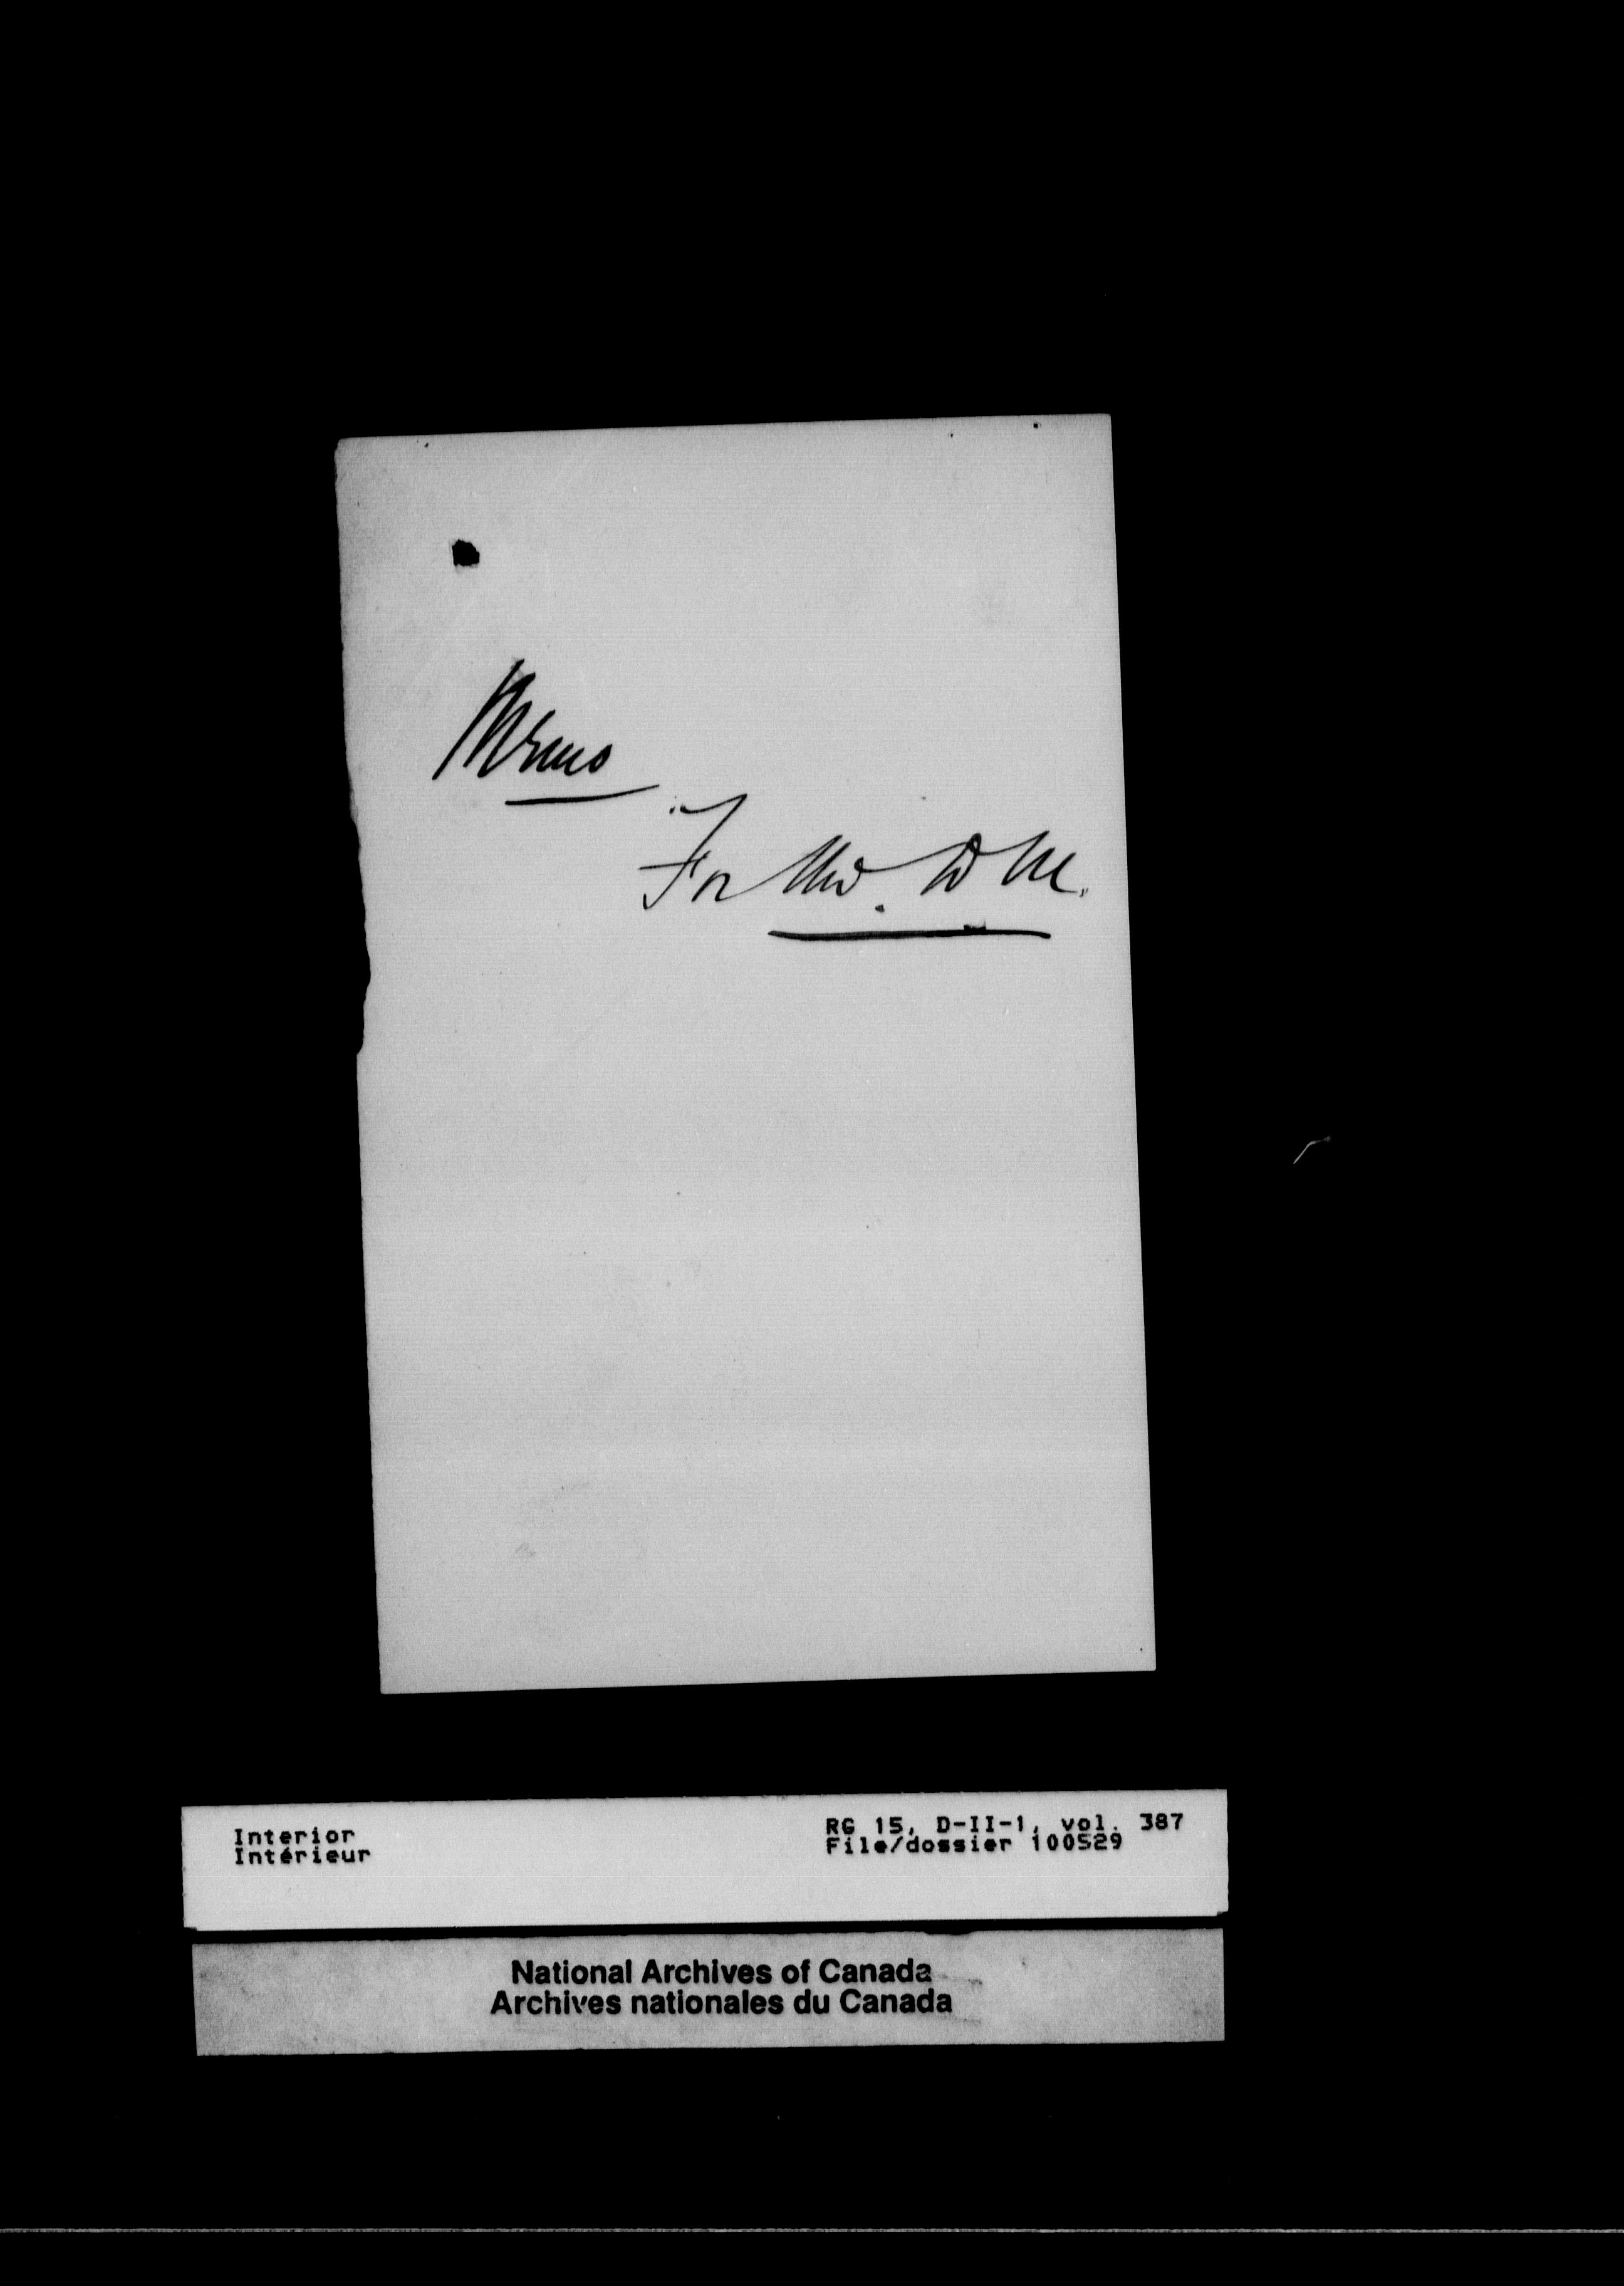 Memo
For the D M.
Interior
Intérieur
RG 15, D-II-1, vol. 387
File/dossier 100529
National Archives of Canada
Archives nationales du Canada